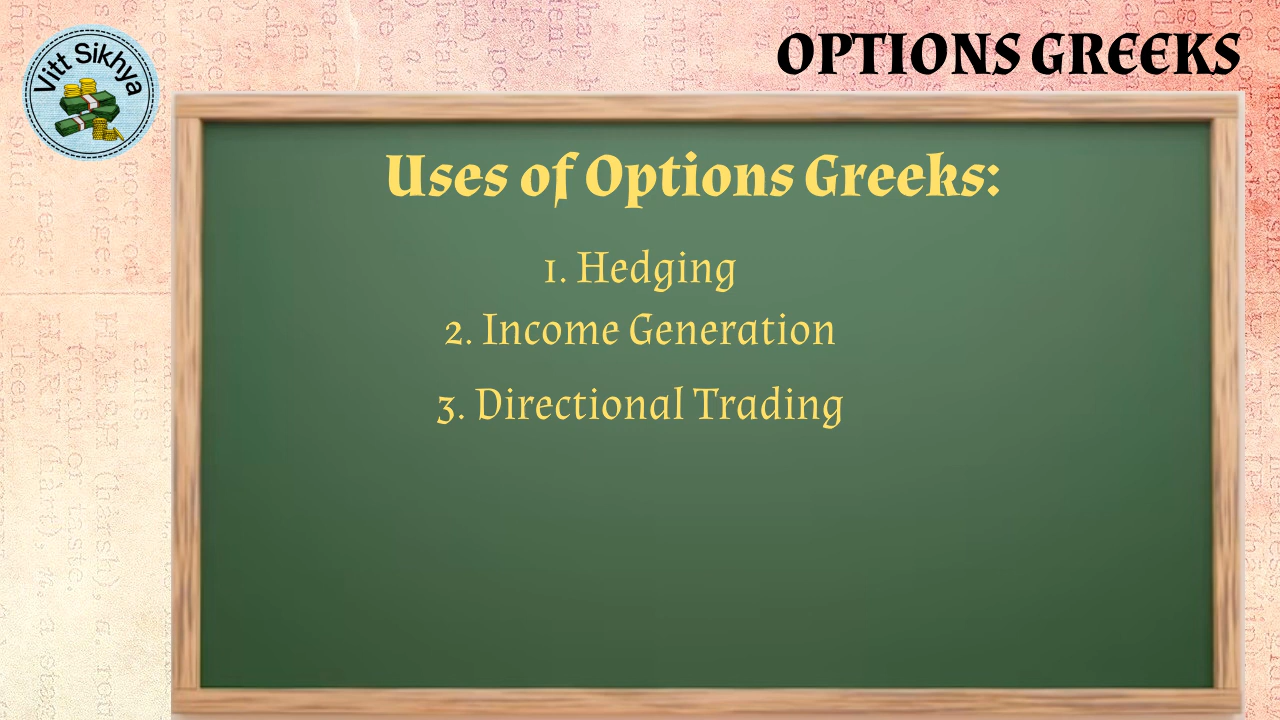 Vitt Sikhya
OPTIONS GREEKS
Uses of Options Greeks:
1. Hedging
2. Income Generation
3. Directional Trading